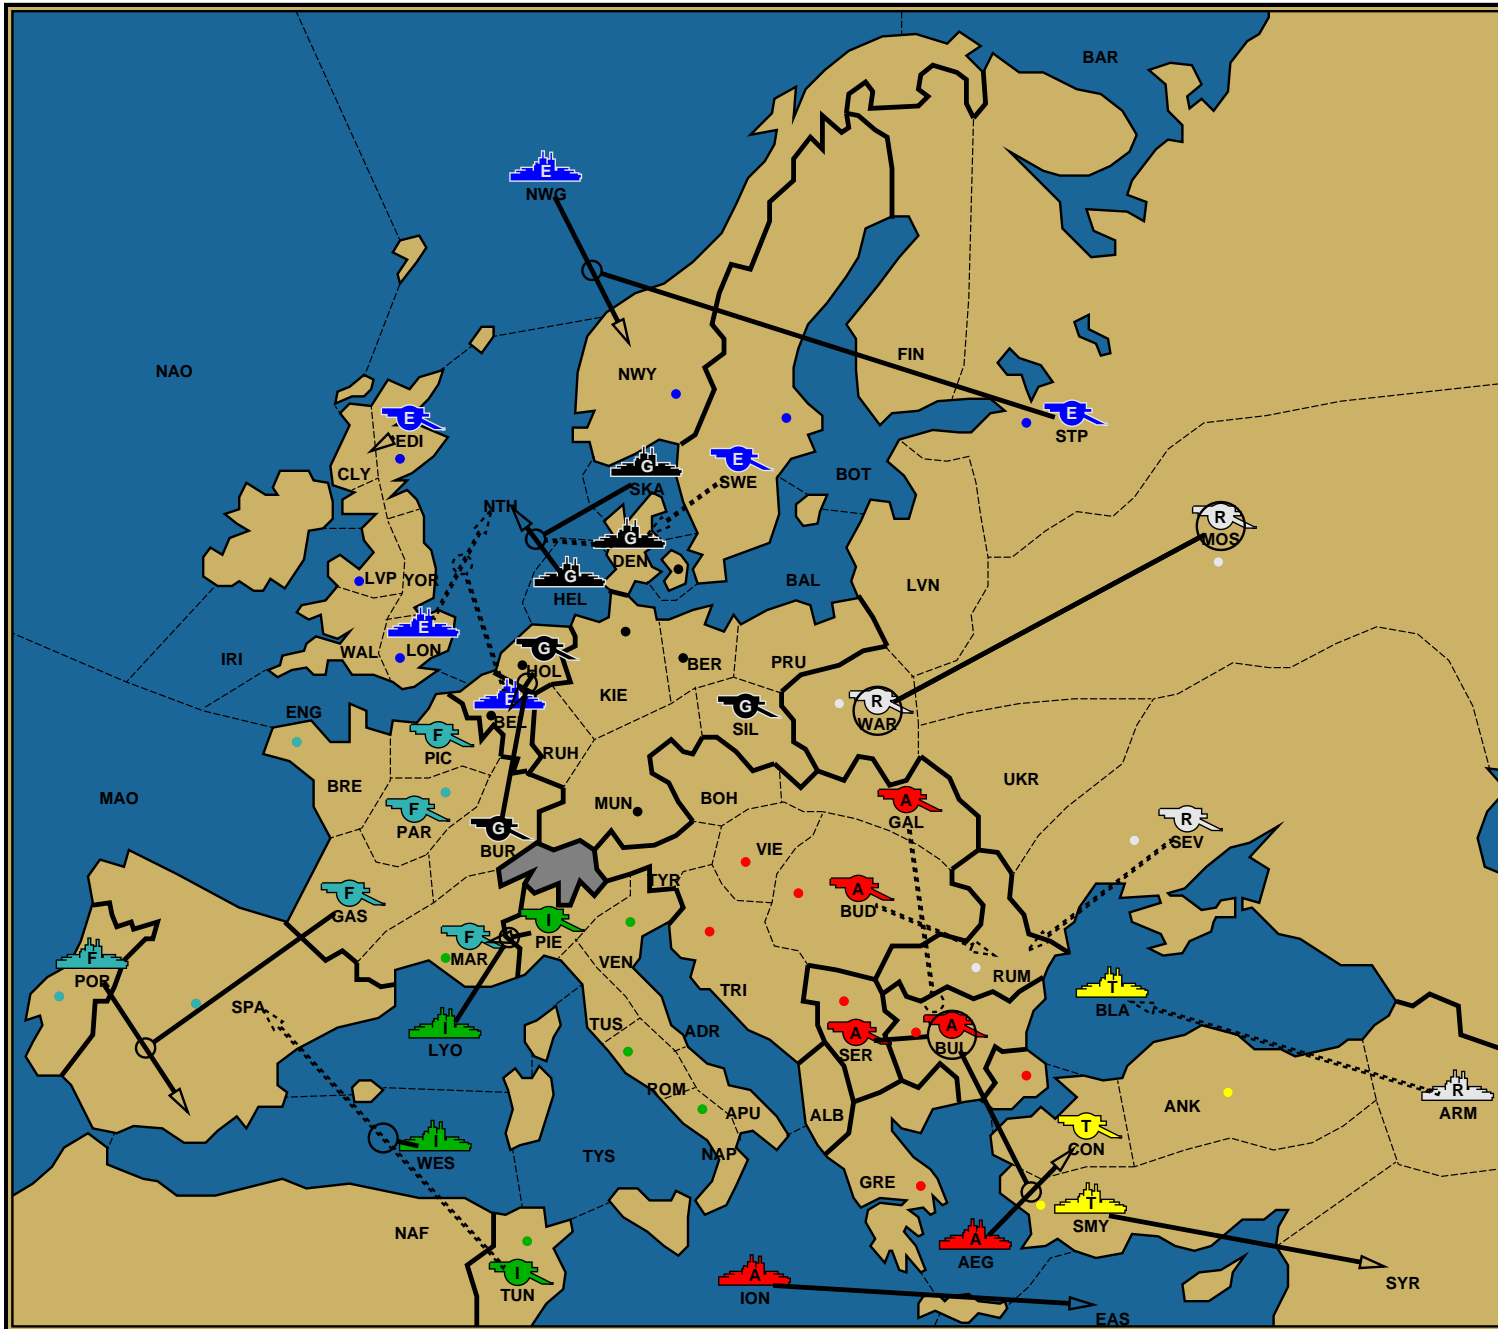 BAR
E
NWG
NAO
FIN
NWY
E
EDI
E
STP
CLY
G
SKA
E
SWE
BOT
NTH
R
MOS
G
DEN
LVP
YOR
G
HEL
BAL
LVN
E
LON
WAL
IRI
G
HOL
BER
PRU
KIE
E
BEL
G
SIL
R
WAR
ENG
F
PIC
RUH
UKR
BRE
MAO
F
PAR
MUN
BOH
A
GAL
G
BUR
R
SEV
VIE
TYR
F
GAS
A
BUD
I
PIE
F
MAR
F
POR
VEN
RUM
TRI
SPA
T
BLA
I
LYO
TUS
ADR
A
SER
A
BUL
ROM
APU
ALB
ANK
R
ARM
T
CON
I
WES
TYS
NAP
GRE
T
SMY
NAF
A
AEG
I
TUN
A
ION
SYR
EAS